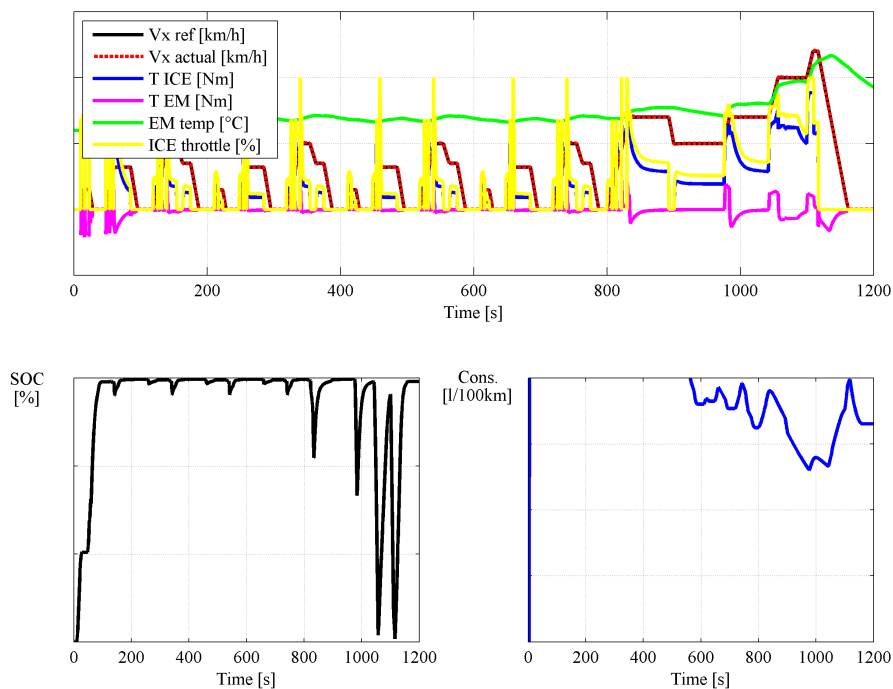 Vx ref [km/h]
Vx actual [km/h]
T ICE [Nm]
T EM [Nm]
EM temp [°C]
ICE throttle [%]
0 200 400 600 800 1000 1200
Time [s]
SOC
[%]
0 200 400 600 800 1000 1200
Time [s]
Cons.
[l/100km]
0 200 400 600 800 1000 1200
Time [s]